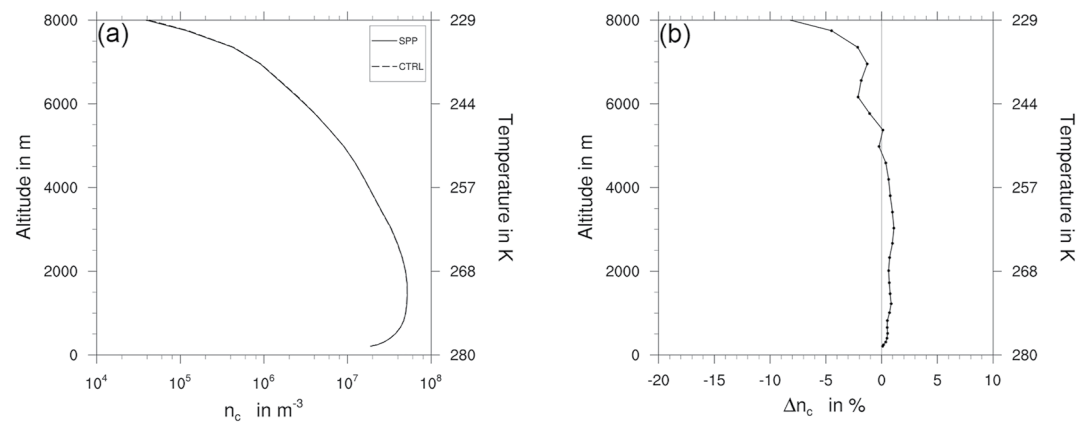 (a)
8000
6000
4000
2000
0
Altitude in m
SPP
CTRL
229
244
257
268
280
Temperature in K
10⁴ 10⁵ 10⁶ 10⁷ 10⁸
n_c in m⁻³
(b)
8000
6000
4000
2000
0
Altitude in m
229
244
257
268
280
Temperature in K
-20 -15 -10 -5 0 5 10
Δn_c in %